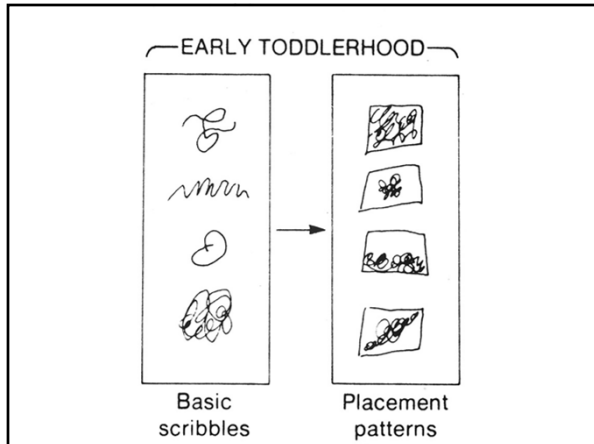 EARLY TODDLERHOOD
Basic
scribbles
Placement
patterns